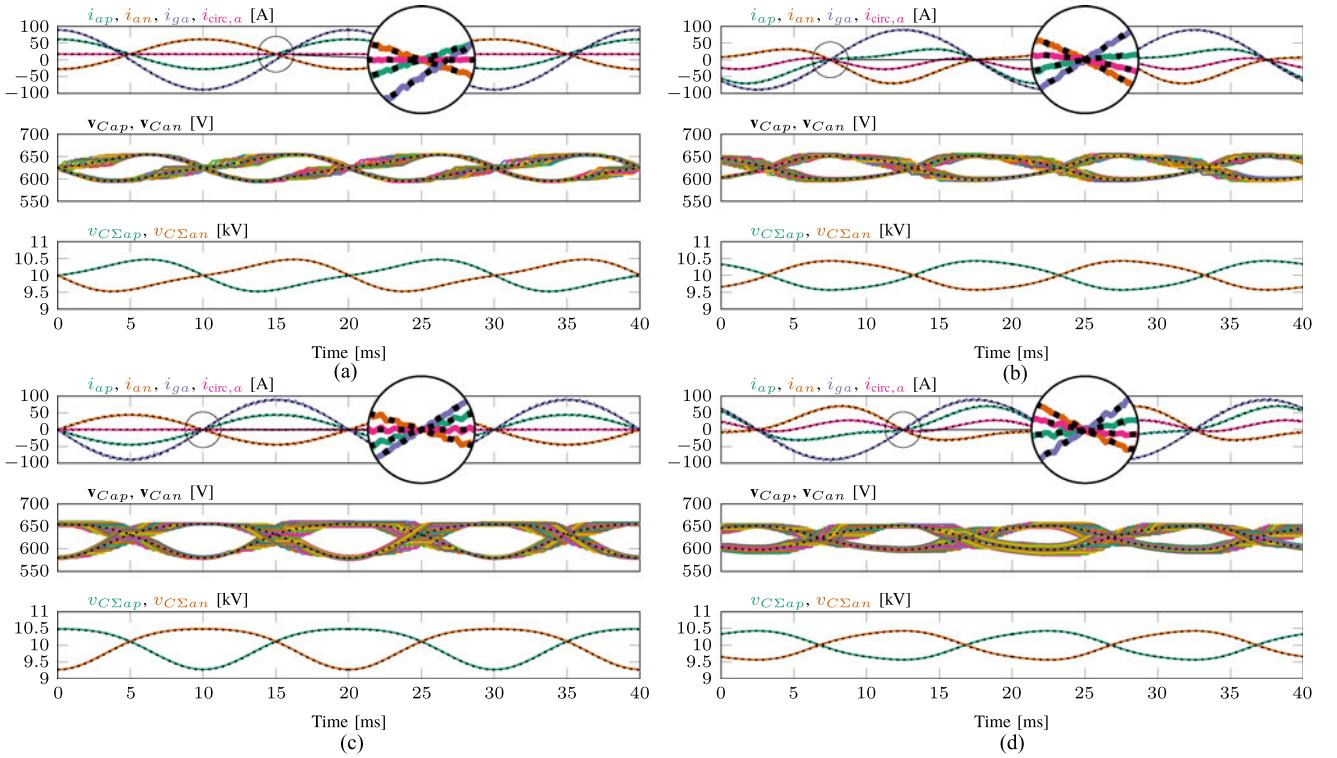 i_ap, i_an, i_ga, i_circ,a [A]
100
50
0
−50
−100
v_Cap, v_Can [V]
700
650
600
550
v_CΣap, v_CΣan [kV]
11
10.5
10
9.5
9
0 5 10 15 20 25 30 35 40
Time [ms]
(a)
i_ap, i_an, i_ga, i_circ,a [A]
100
50
0
−50
−100
v_Cap, v_Can [V]
700
650
600
550
v_CΣap, v_CΣan [kV]
11
10.5
10
9.5
9
0 5 10 15 20 25 30 35 40
Time [ms]
(b)
i_ap, i_an, i_ga, i_circ,a [A]
100
50
0
−50
−100
v_Cap, v_Can [V]
700
650
600
550
v_CΣap, v_CΣan [kV]
11
10.5
10
9.5
9
0 5 10 15 20 25 30 35 40
Time [ms]
(c)
i_ap, i_an, i_ga, i_circ,a [A]
100
50
0
−50
−100
v_Cap, v_Can [V]
700
650
600
550
v_CΣap, v_CΣan [kV]
11
10.5
10
9.5
9
0 5 10 15 20 25 30 35 40
Time [ms]
(d)